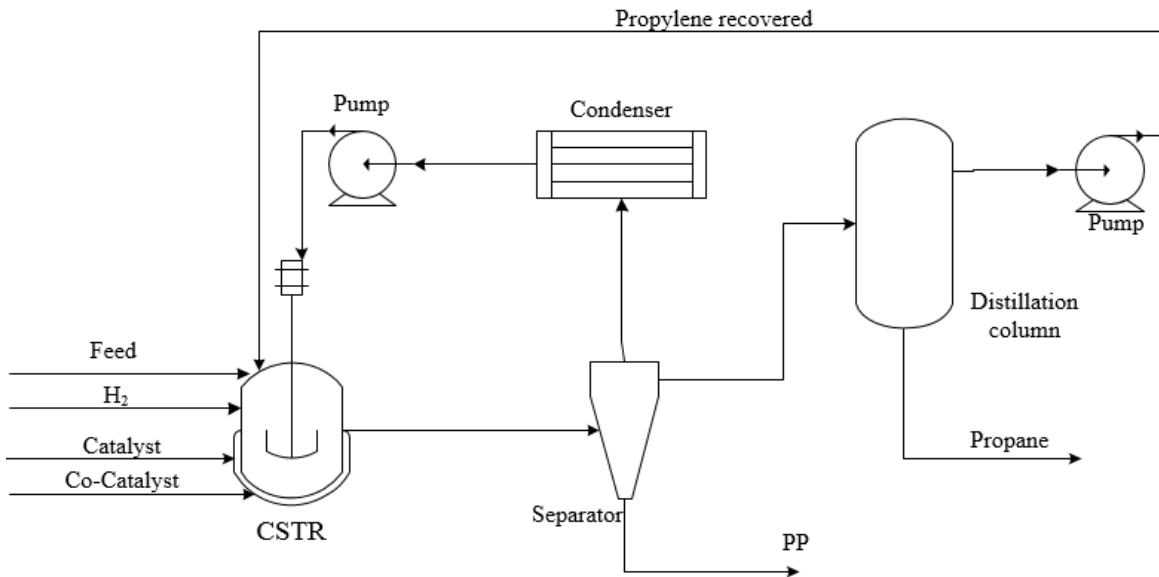 Propylene recovered
Pump
Condenser
Pump
Distillation
column
Feed
H₂
Catalyst
Co-Catalyst
CSTR
Separator
Propane
PP